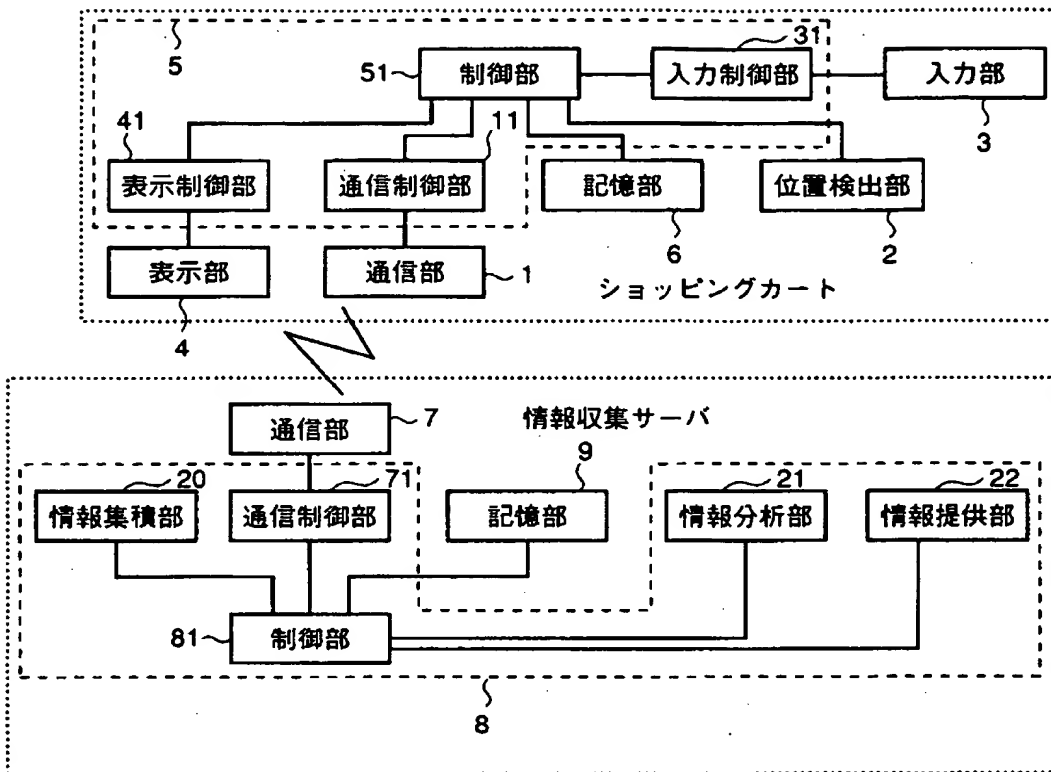 5
51
制御部
31
入力制御部
入力部
3
41
表示制御部
11
通信制御部
記憶部
6
位置検出部
2
表示部
4
通信部
1
ショッピングカート
通信部
7
情報収集サーバ
20
情報集積部
71
通信制御部
9
記憶部
21
情報分析部
22
情報提供部
81
制御部
8